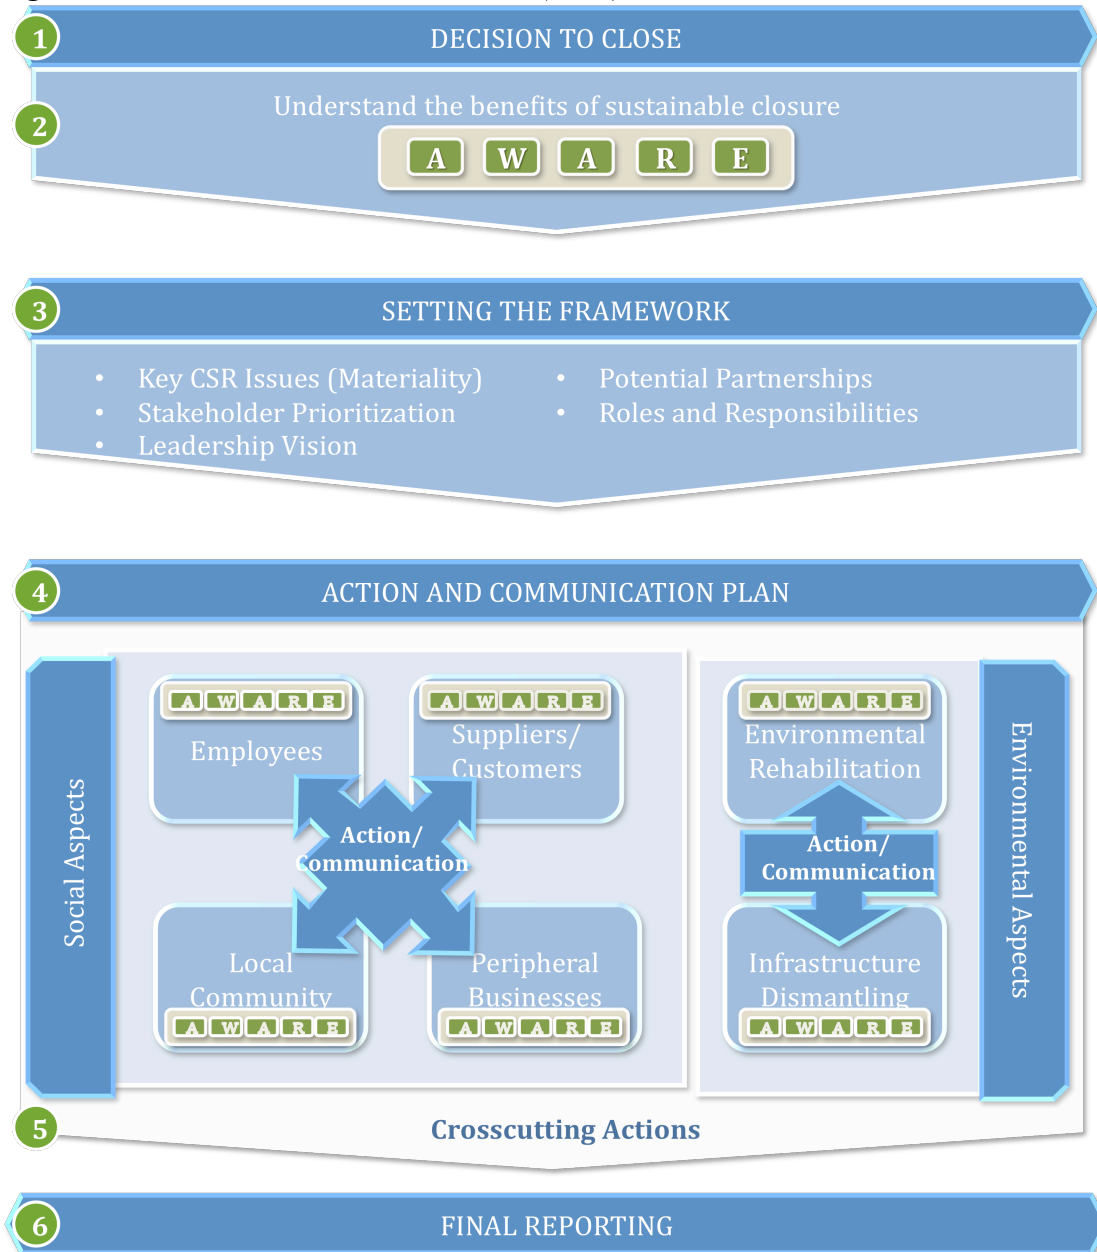 1 DECISION TO CLOSE
2
Understand the benefits of sustainable closure
A W A R E
3 SETTING THE FRAMEWORK
• Key CSR Issues (Materiality)
• Stakeholder Prioritization
• Leadership Vision
• Potential Partnerships
• Roles and Responsibilities
4 ACTION AND COMMUNICATION PLAN
Social Aspects
A W A R E
Employees
A W A R E
Suppliers/
Customers
Action/
Communication
Local
Community
A W A R E
Peripheral
Businesses
A W A R E
A W A R E
Environmental
Rehabilitation
Action/
Communication
Infrastructure
Dismantling
A W A R E
Environmental Aspects
5 Crosscutting Actions
6 FINAL REPORTING